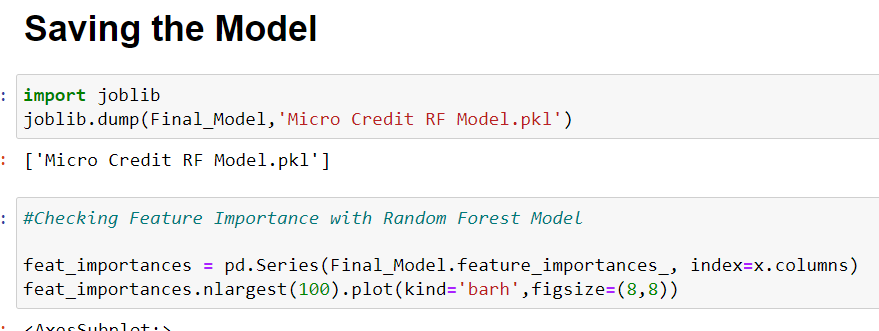 Saving the Model
: import joblib
joblib.dump(Final_Model,'Micro Credit RF Model.pkl')
: ['Micro Credit RF Model.pkl']
: #Checking Feature Importance with Random Forest Model
feat_importances = pd.Series(Final_Model.feature_importances_, index=x.columns)
feat_importances.nlargest(100).plot(kind='barh',figsize=(8,8))
: <AxesSubplot:>